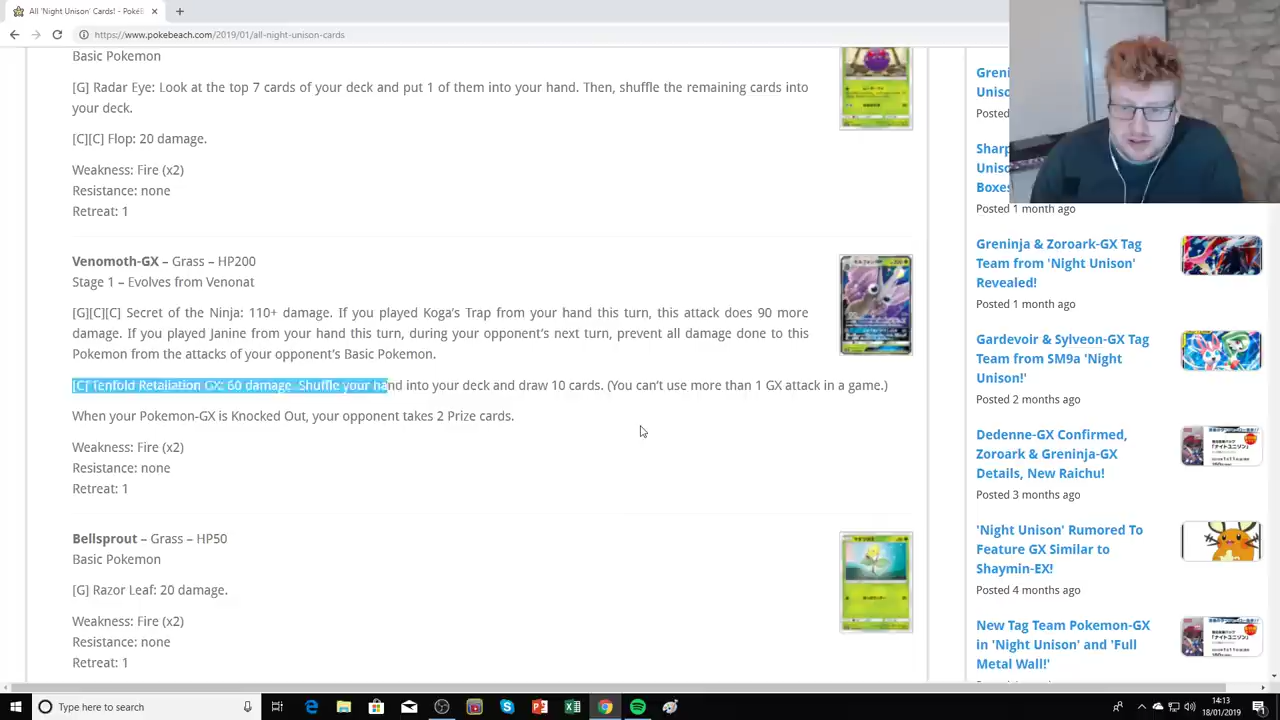 All 'Night Unison' Cards! - Poké
https://www.pokebeach.com/2019/01/all-night-unison-cards
Basic Pokemon
[G] Radar Eye: Look at the top 7 cards of your deck and put 1 of them into your hand. Then, shuffle the remaining cards into
your deck.
[C][C] Flop: 20 damage.
Weakness: Fire (x2)
Resistance: none
Retreat: 1
Venomoth-GX – Grass – HP200
Stage 1 – Evolves from Venonat
[G][C][C] Secret of the Ninja: 110+ damage. If you played Koga's Trap from your hand this turn, this attack does 90 more
damage. If you played Janine from your hand this turn, during your opponent's next turn, prevent all damage done to this
Pokemon from the attacks of your opponent's Basic Pokemon.
[C] Tenfold Retaliation GX: 60 damage. Shuffle your hand into your deck and draw 10 cards. (You can't use more than 1 GX attack in a game.)
When your Pokemon-GX is Knocked Out, your opponent takes 2 Prize cards.
Weakness: Fire (x2)
Resistance: none
Retreat: 1
Bellsprout – Grass – HP50
Basic Pokemon
[G] Razor Leaf: 20 damage.
Weakness: Fire (x2)
Resistance: none
Retreat: 1
Greni
Uniso
Posted
Sharp
Uniso
Boxes
Posted 1 month ago
Greninja & Zoroark-GX Tag
Team from 'Night Unison'
Revealed!
Posted 1 month ago
Gardevoir & Sylveon-GX Tag
Team from SM9a 'Night
Unison!'
Posted 2 months ago
Dedenne-GX Confirmed,
Zoroark & Greninja-GX
Details, New Raichu!
Posted 3 months ago
'Night Unison' Rumored To
Feature GX Similar to
Shaymin-EX!
Posted 4 months ago
New Tag Team Pokemon-GX
in 'Night Unison' and 'Full
Metal Wall!'
Type here to search
14:13
18/01/2019